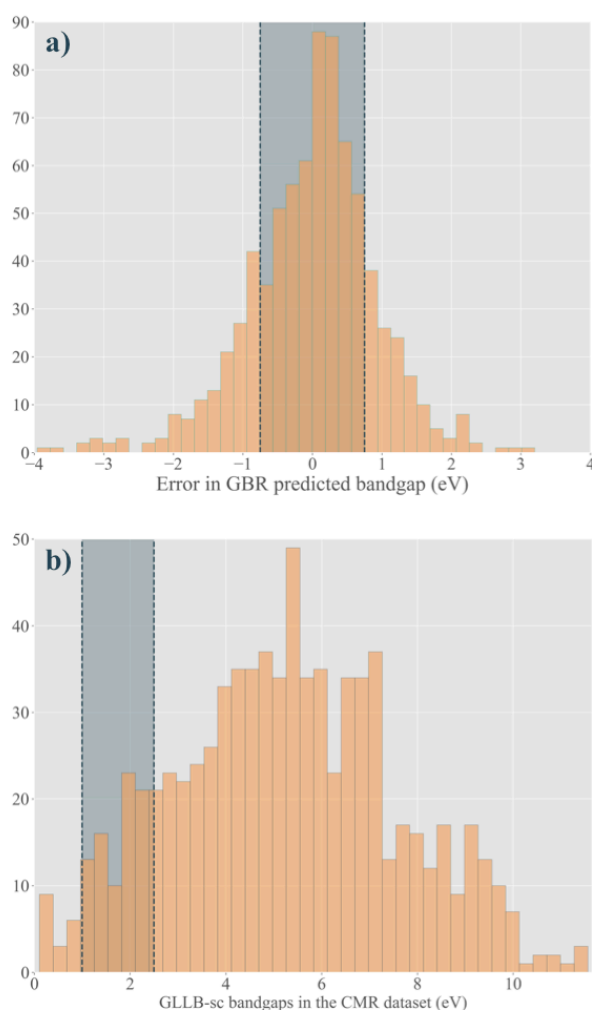 a)
90
80
70
60
50
40
30
20
10
0
-4 -3 -2 -1 0 1 2 3 4
Error in GBR predicted bandgap (eV)
b)
50
40
30
20
10
0
0 2 4 6 8 10
GLLB-sc bandgaps in the CMR dataset (eV)